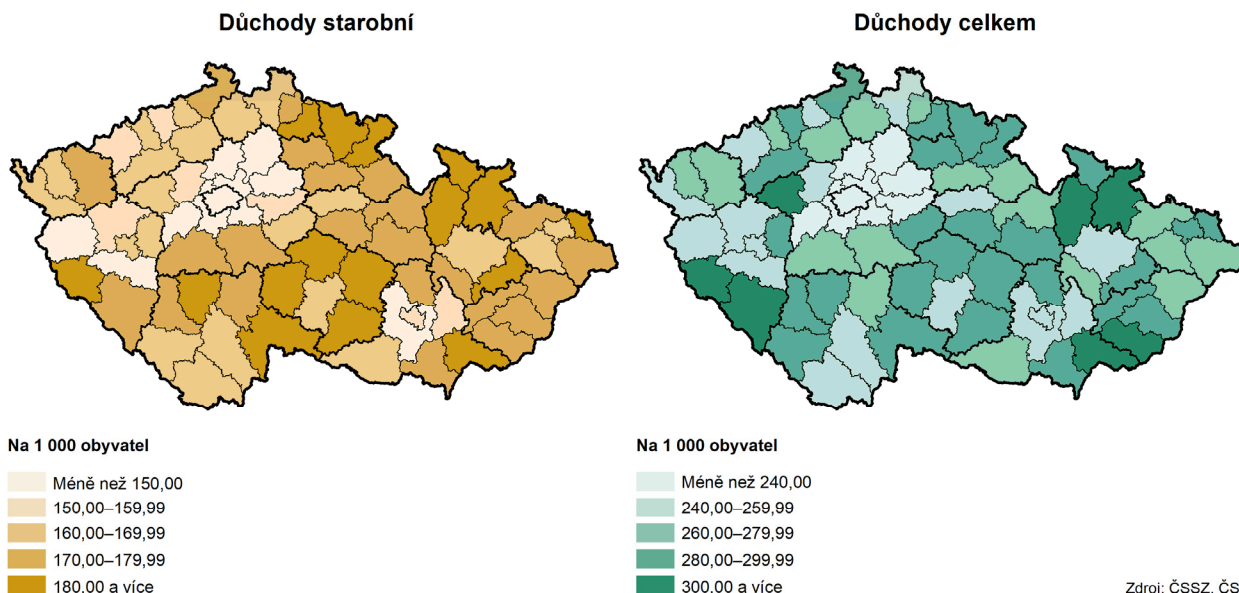 Důchody starobní
Důchody celkem
Na 1 000 obyvatel
Méně než 150,00
150,00–159,99
160,00–169,99
170,00–179,99
180,00 a více
Na 1 000 obyvatel
Méně než 240,00
240,00–259,99
260,00–279,99
280,00–299,99
300,00 a více
Zdroj: ČSSZ, ČS